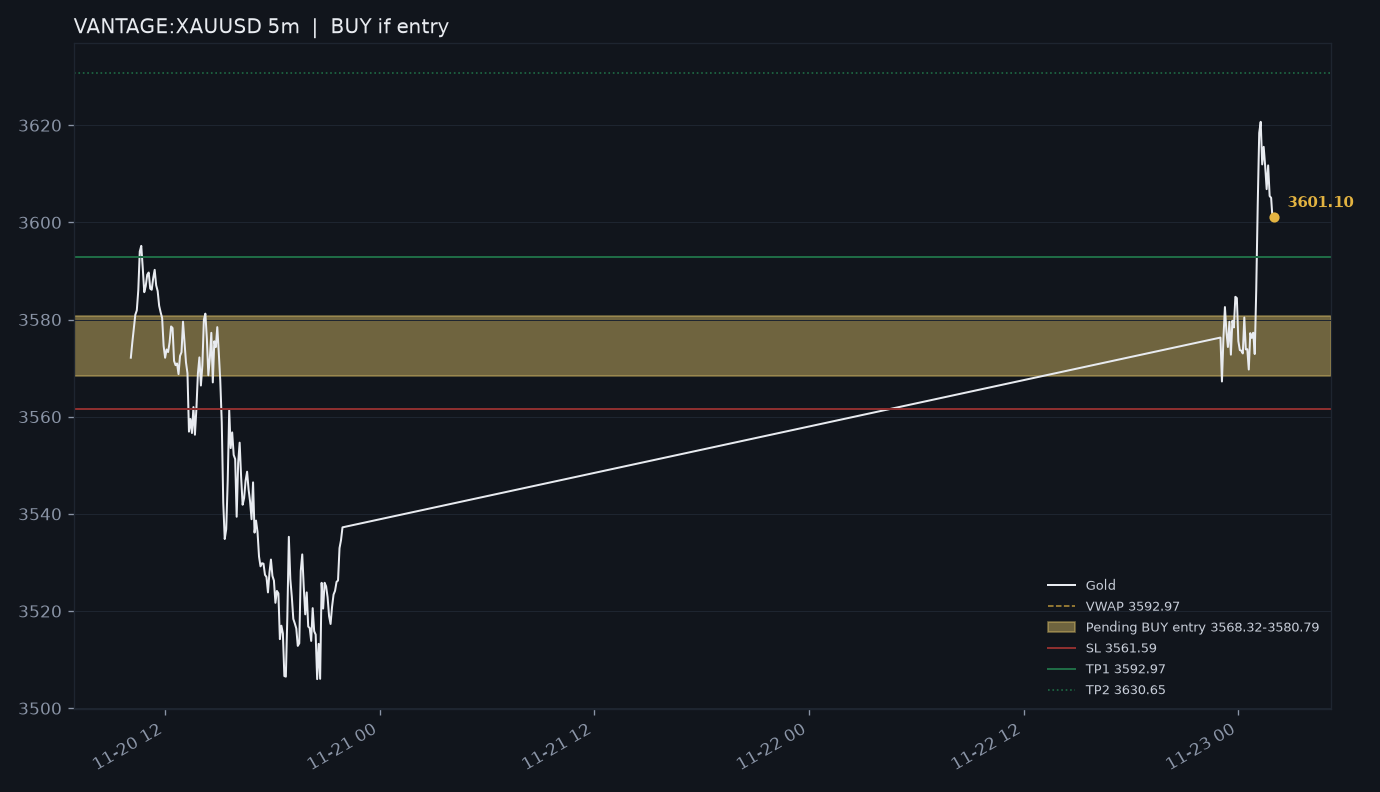 VANTAGE:XAUUSD 5m | BUY if entry
3620
3600
3580
3560
3540
3520
3500
3601.10
Gold
VWAP 3592.97
Pending BUY entry 3568.32-3580.79
SL 3561.59
TP1 3592.97
TP2 3630.65
11-20 12
11-21 00
11-21 12
11-22 00
11-22 12
11-23 00